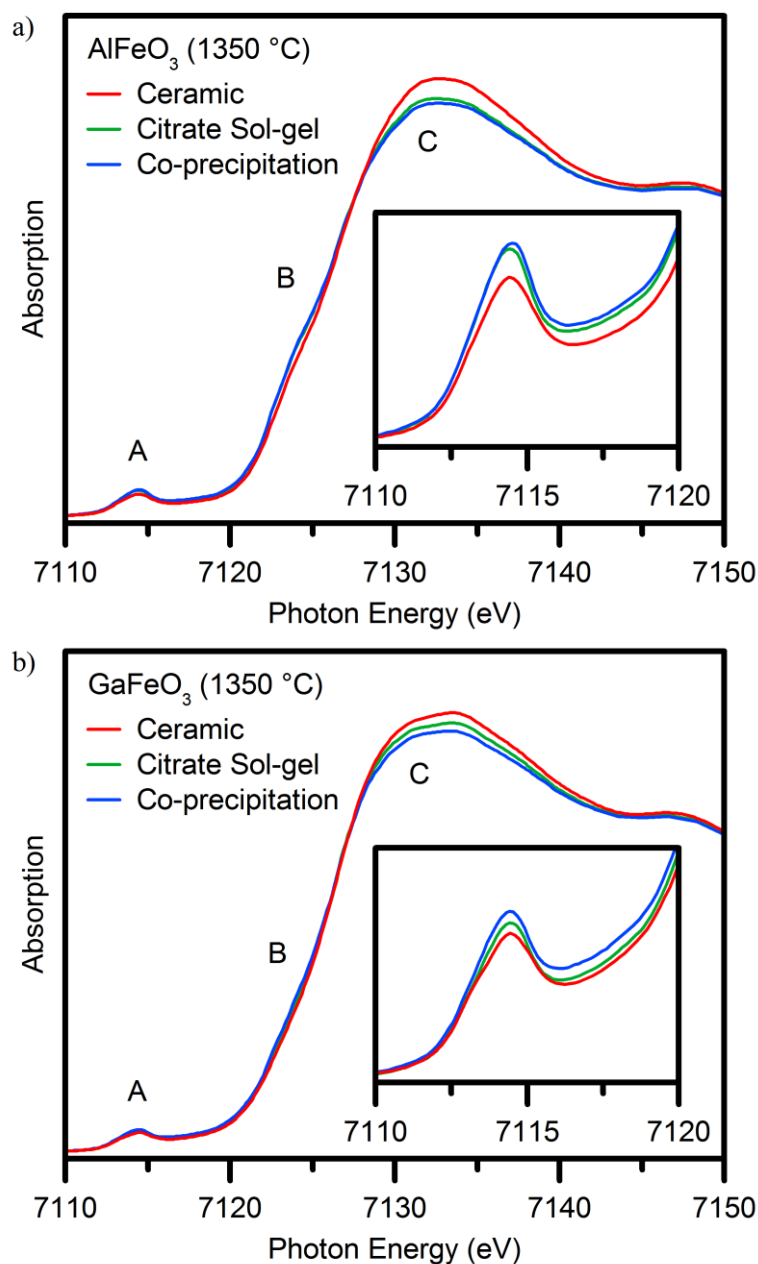 a)
AlFeO₃ (1350 °C)
Ceramic
Citrate Sol-gel
Co-precipitation
A
B
C
Absorption
7110 7115 7120
7110 7120 7130 7140 7150
Photon Energy (eV)
b)
GaFeO₃ (1350 °C)
Ceramic
Citrate Sol-gel
Co-precipitation
A
B
C
Absorption
7110 7115 7120
7110 7120 7130 7140 7150
Photon Energy (eV)